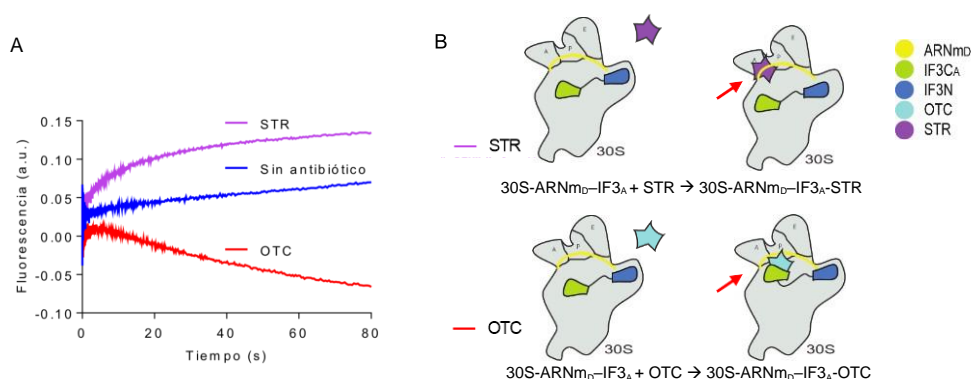 A
Fluorescencia (a.u.)
0.15
0.10
0.05
0.00
-0.05
-0.10
STR
Sin antibiótico
OTC
0
20
40
60
80
Tiempo (s)
B
A
P
E
A
30S
STR
30S-ARNmD–IF3A + STR → 30S-ARNmD–IF3A-STR
A
P
E
A
P
E
30S
30S
OTC
30S-ARNmD–IF3A + OTC → 30S-ARNmD–IF3A-OTC
ARNmD
IF3CA
IF3N
OTC
STR